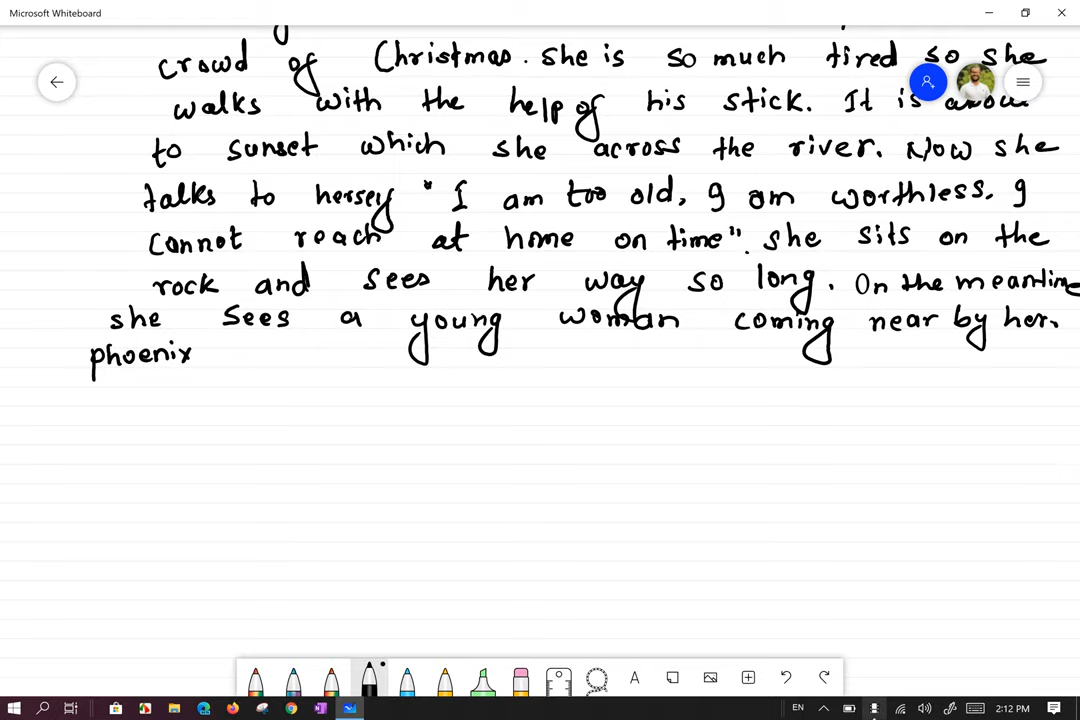 Microsoft Whiteboard
crowd of Christmas. she is so much tired so she
walks with the help of his stick. It is about
to sunset which she across the river. Now she
talks to hersey "I am too old, I am worthless. I
cannot reach at home on time". she sits on the
rock and sees her way so long. On the meantime
she sees a young woman coming near by her.
phoenix
A
EN
2:12 PM